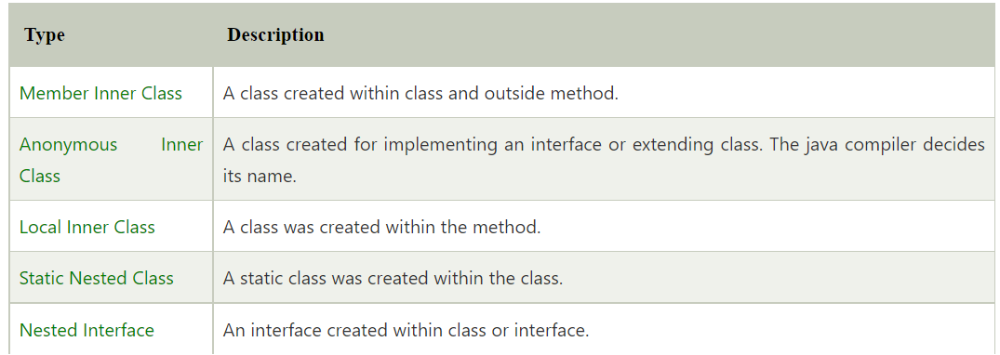 Type Description
Member Inner Class A class created within class and outside method.
Anonymous Inner A class created for implementing an interface or extending class. The java compiler decides
Class its name.
Local Inner Class A class was created within the method.
Static Nested Class A static class was created within the class.
Nested Interface An interface created within class or interface.